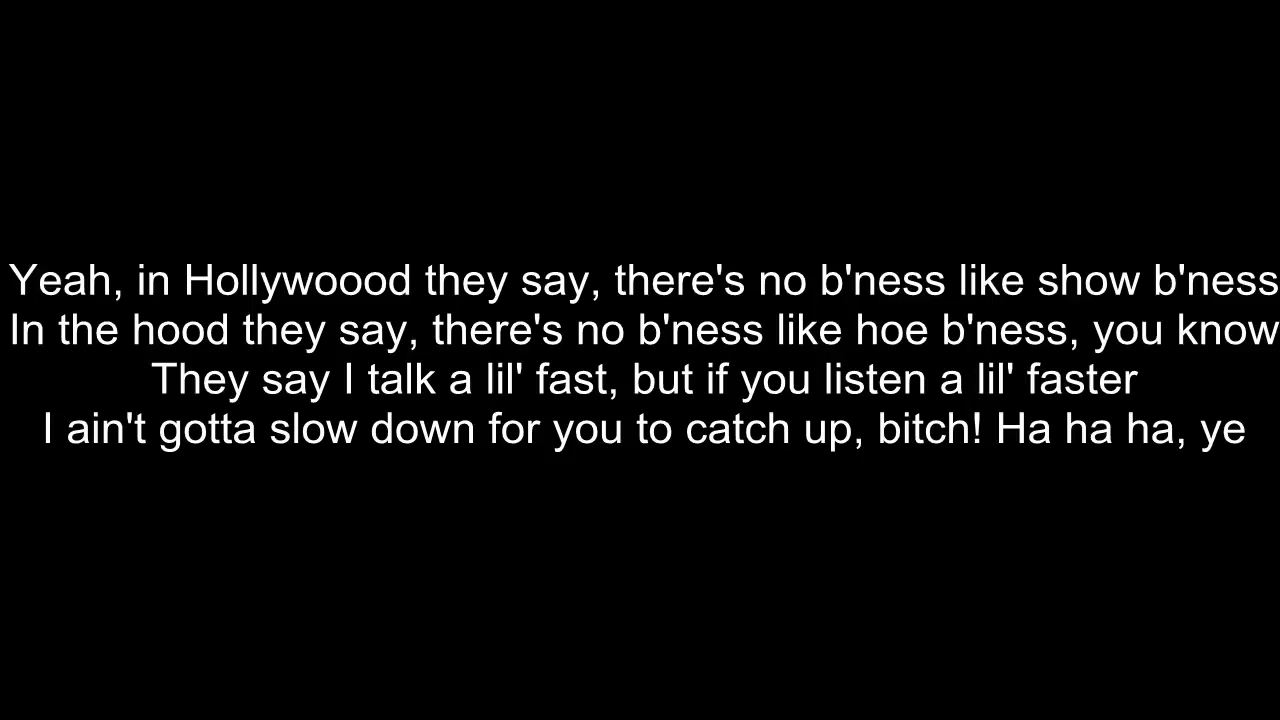 Yeah, in Hollywoood they say, there's no b'ness like show b'ness
In the hood they say, there's no b'ness like hoe b'ness, you know
They say I talk a lil' fast, but if you listen a lil' faster
I ain't gotta slow down for you to catch up, bitch! Ha ha ha, ye